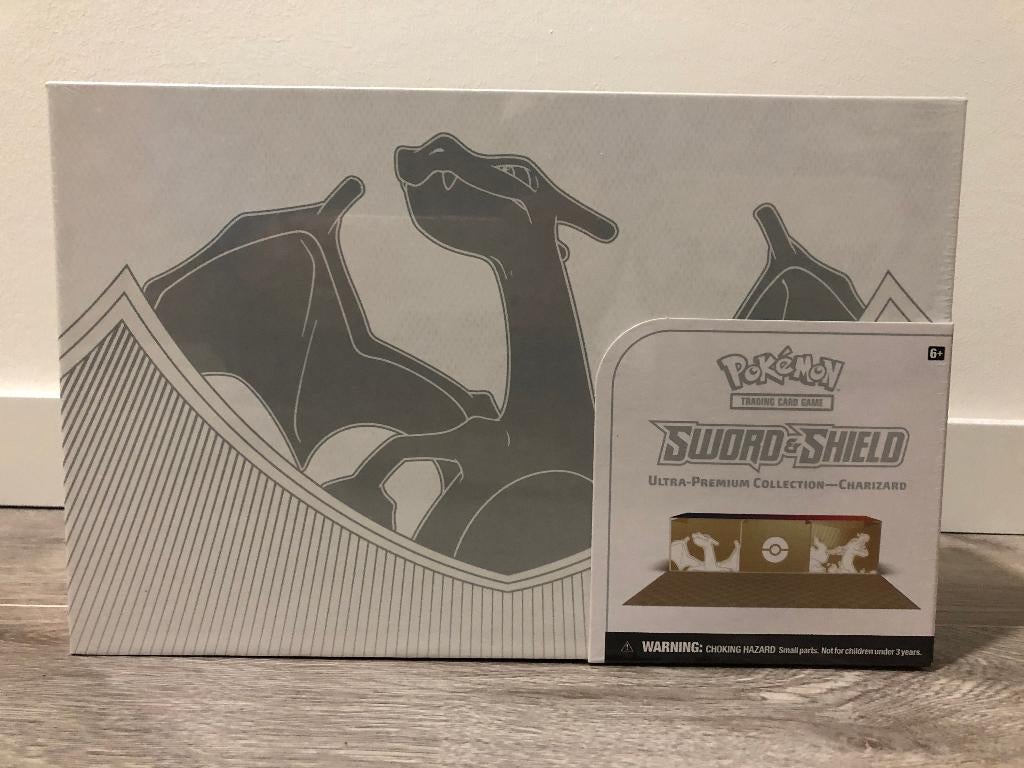 6+
POKéMON
TRADING CARD GAME
SWORD & SHIELD
ULTRA-PREMIUM COLLECTION—CHARIZARD
WARNING: CHOKING HAZARD Small parts. Not for children under 3 years.